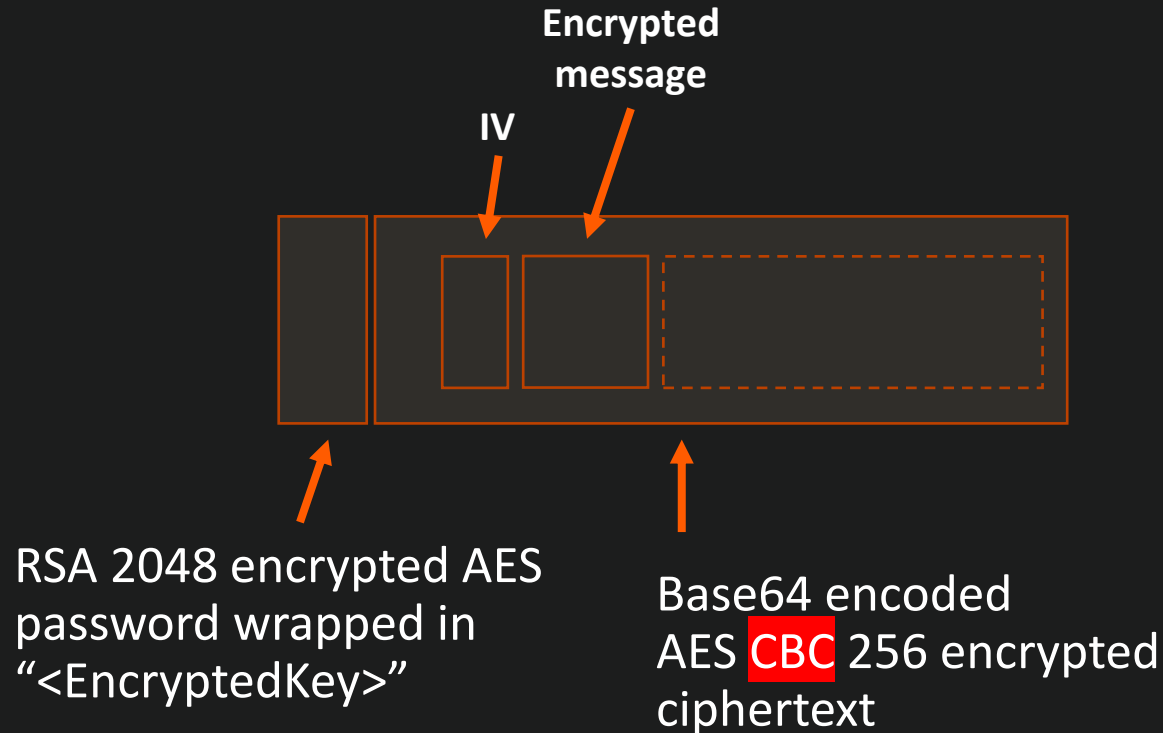 Encrypted
message
IV
RSA 2048 encrypted AES
password wrapped in
“<EncryptedKey>”
Base64 encoded
AES CBC 256 encrypted
ciphertext